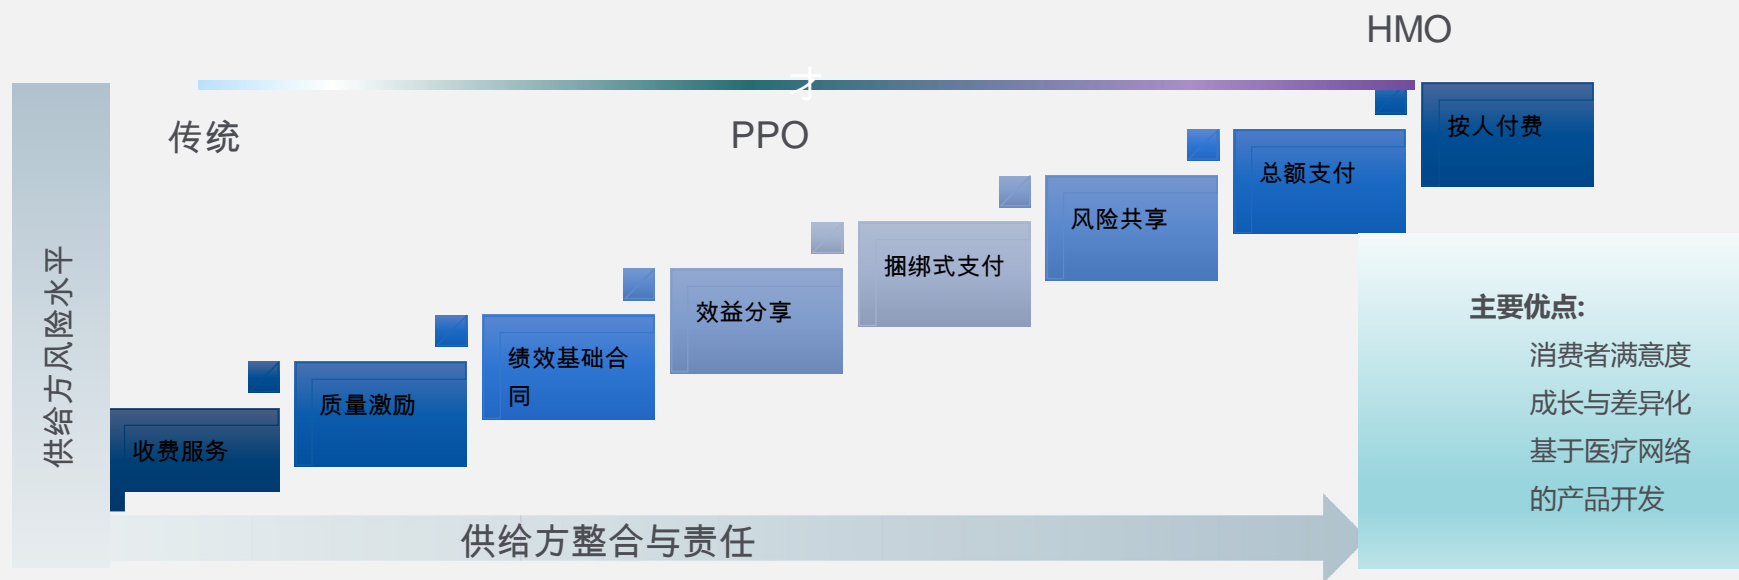 HMO
才
传统
PPO
按人付费
总额支付
风险共享
捆绑式支付
效益分享
绩效基础合
同
质量激励
收费服务
供给方风险水平
主要优点:
消费者满意度
成长与差异化
基于医疗网络
的产品开发
供给方整合与责任